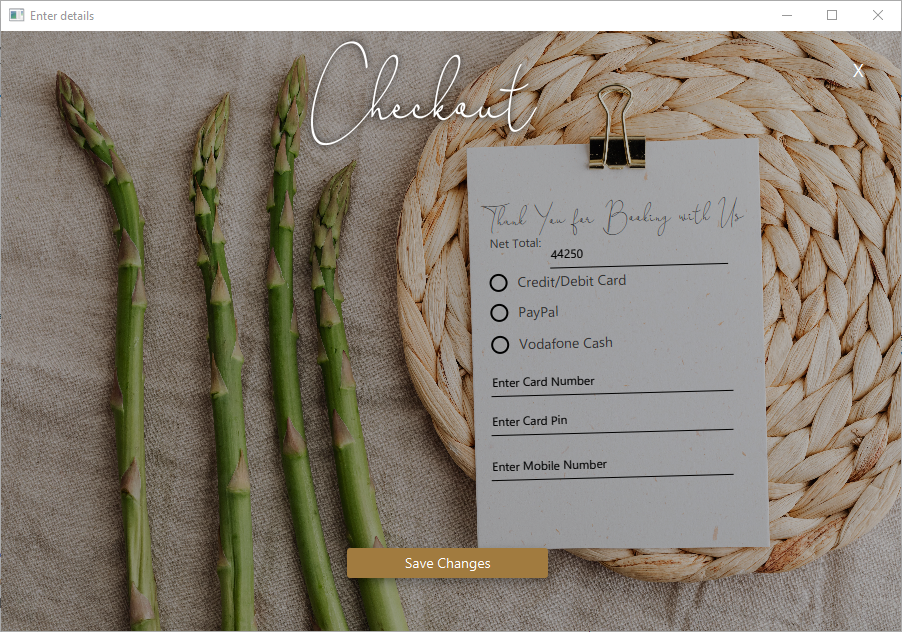 Enter details
Checkout
X
Thank You for Booking with Us
Net Total:
44250
Credit/Debit Card
PayPal
Vodafone Cash
Enter Card Number
Enter Card Pin
Enter Mobile Number
Save Changes